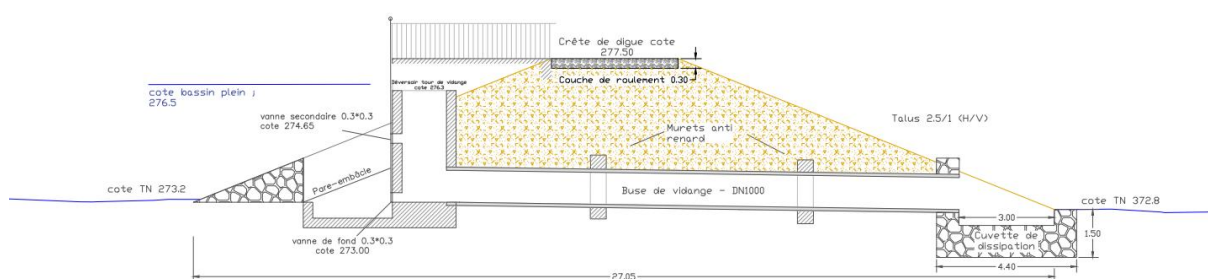 Crête de digue cote
277.50
Couche de roulement 0.30
Déversoir tour de vidange
cote 276.3
cote bassin plein ;
276.5
vanne secondaire 0.3*0.3
cote 274.65
Murets anti
renard
Talus 2.5/1 (H/V)
Pare-embâcle
cote TN 273.2
Buse de vidange - DN1000
cote TN 372.8
3.00
1.50
Cuvette de
dissipation
vanne de fond 0.3*0.3
cote 273.00
4.40
27.05